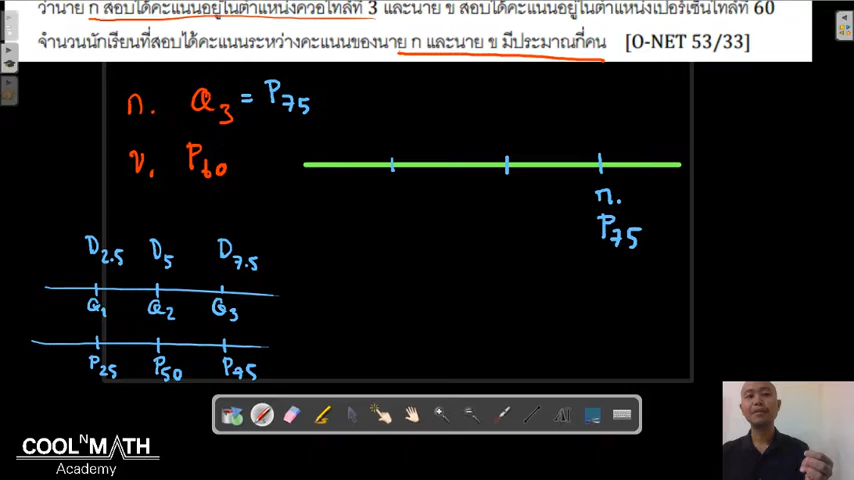 ว่านาย ก สอบได้คะแนนอยู่ในตำแหน่งควอไทล์ที่ 3 และนาย ข สอบได้คะแนนอยู่ในตำแหน่งเปอร์เซ็นไทล์ที่ 60
จำนวนนักเรียนที่สอบได้คะแนนระหว่างคะแนนของนาย ก และนาย ข มีประมาณกี่คน [O-NET 53/33]
ก. Q3 = P75
ข. P60
ก.
P75
D2.5 D5 D7.5
Q1 Q2 Q3
P25 P50 P75
COOL N MATH
Academy